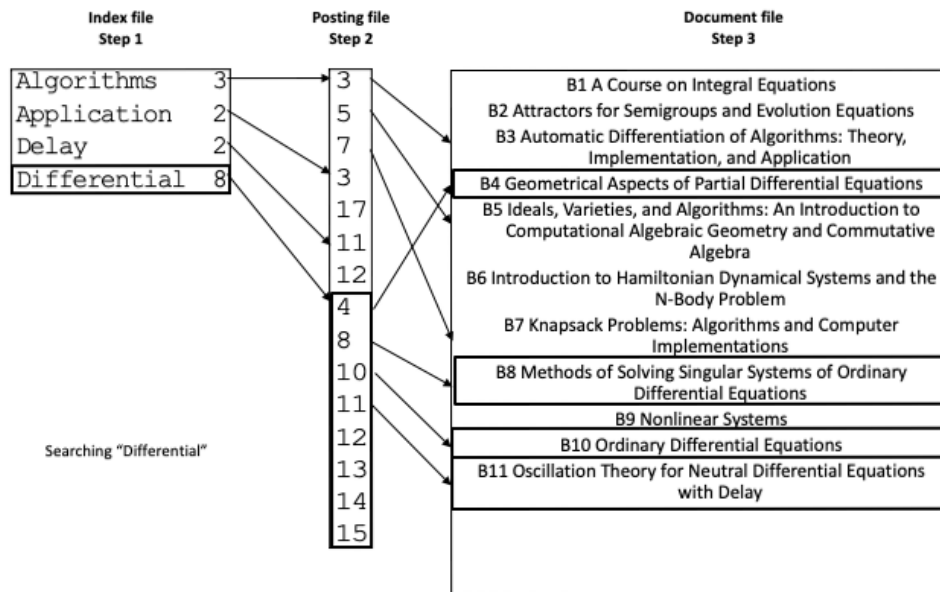 Index file
Step 1
Posting file
Step 2
Document file
Step 3
Algorithms 3
Application 2
Delay 2
Differential 8
3
5
7
3
17
11
12
4
8
10
11
12
13
14
15
B1 A Course on Integral Equations
B2 Attractors for Semigroups and Evolution Equations
B3 Automatic Differentiation of Algorithms: Theory,
Implementation, and Application
B4 Geometrical Aspects of Partial Differential Equations
B5 Ideals, Varieties, and Algorithms: An Introduction to
Computational Algebraic Geometry and Commutative
Algebra
B6 Introduction to Hamiltonian Dynamical Systems and the
N-Body Problem
B7 Knapsack Problems: Algorithms and Computer
Implementations
B8 Methods of Solving Singular Systems of Ordinary
Differential Equations
B9 Nonlinear Systems
B10 Ordinary Differential Equations
B11 Oscillation Theory for Neutral Differential Equations
with Delay
Searching “Differential”